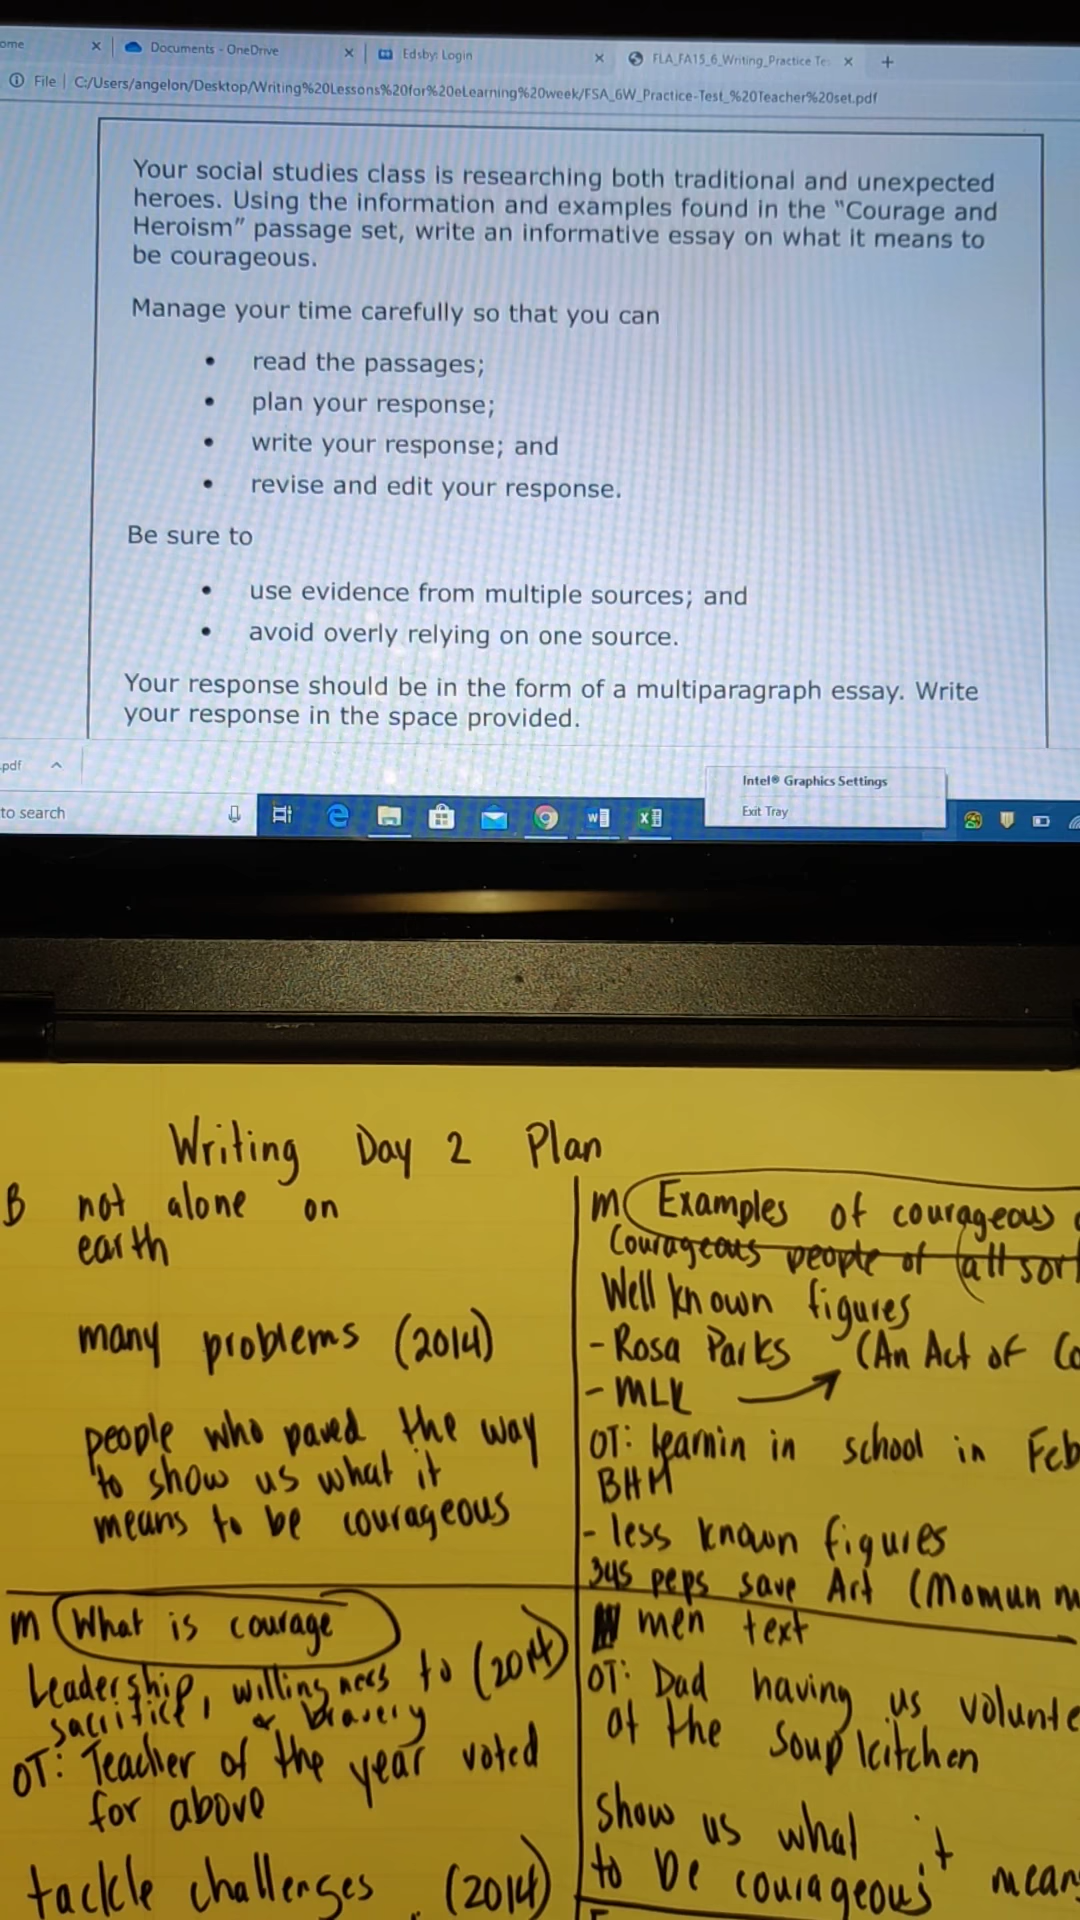 ome
Documents - OneDrive
Edsby: Login
FLA_FA15_6_Writing_Practice Te
File | C:/Users/angelon/Desktop/Writing%20Lessons%20for%20eLearning%20week/FSA_6W_Practice-Test_%20Teacher%20set.pdf
Your social studies class is researching both traditional and unexpected
heroes. Using the information and examples found in the "Courage and
Heroism" passage set, write an informative essay on what it means to
be courageous.
Manage your time carefully so that you can
• read the passages;
• plan your response;
• write your response; and
• revise and edit your response.
Be sure to
• use evidence from multiple sources; and
• avoid overly relying on one source.
Your response should be in the form of a multiparagraph essay. Write
your response in the space provided.
.pdf
Intel® Graphics Settings
Exit Tray
to search
Writing Day 2 Plan
B not alone on
earth
many problems (2014)
people who paved the way
to show us what it
means to be courageous
M What is courage
Leadership, willingness to (2014)
sacrifice, & bravery
OT: Teacher of the year voted
for above
tackle challenges (2014)
M Examples of courageous
Courageous people of all sor
Well known figures
- Rosa Parks (An Act of Co
- MLK
OT: learnin in school in Feb
BHM
- less known figures
345 peps save Art (Momun m
men text
OT: Dad having us volunte
at the soup kitchen
show us what it means
to be courageous